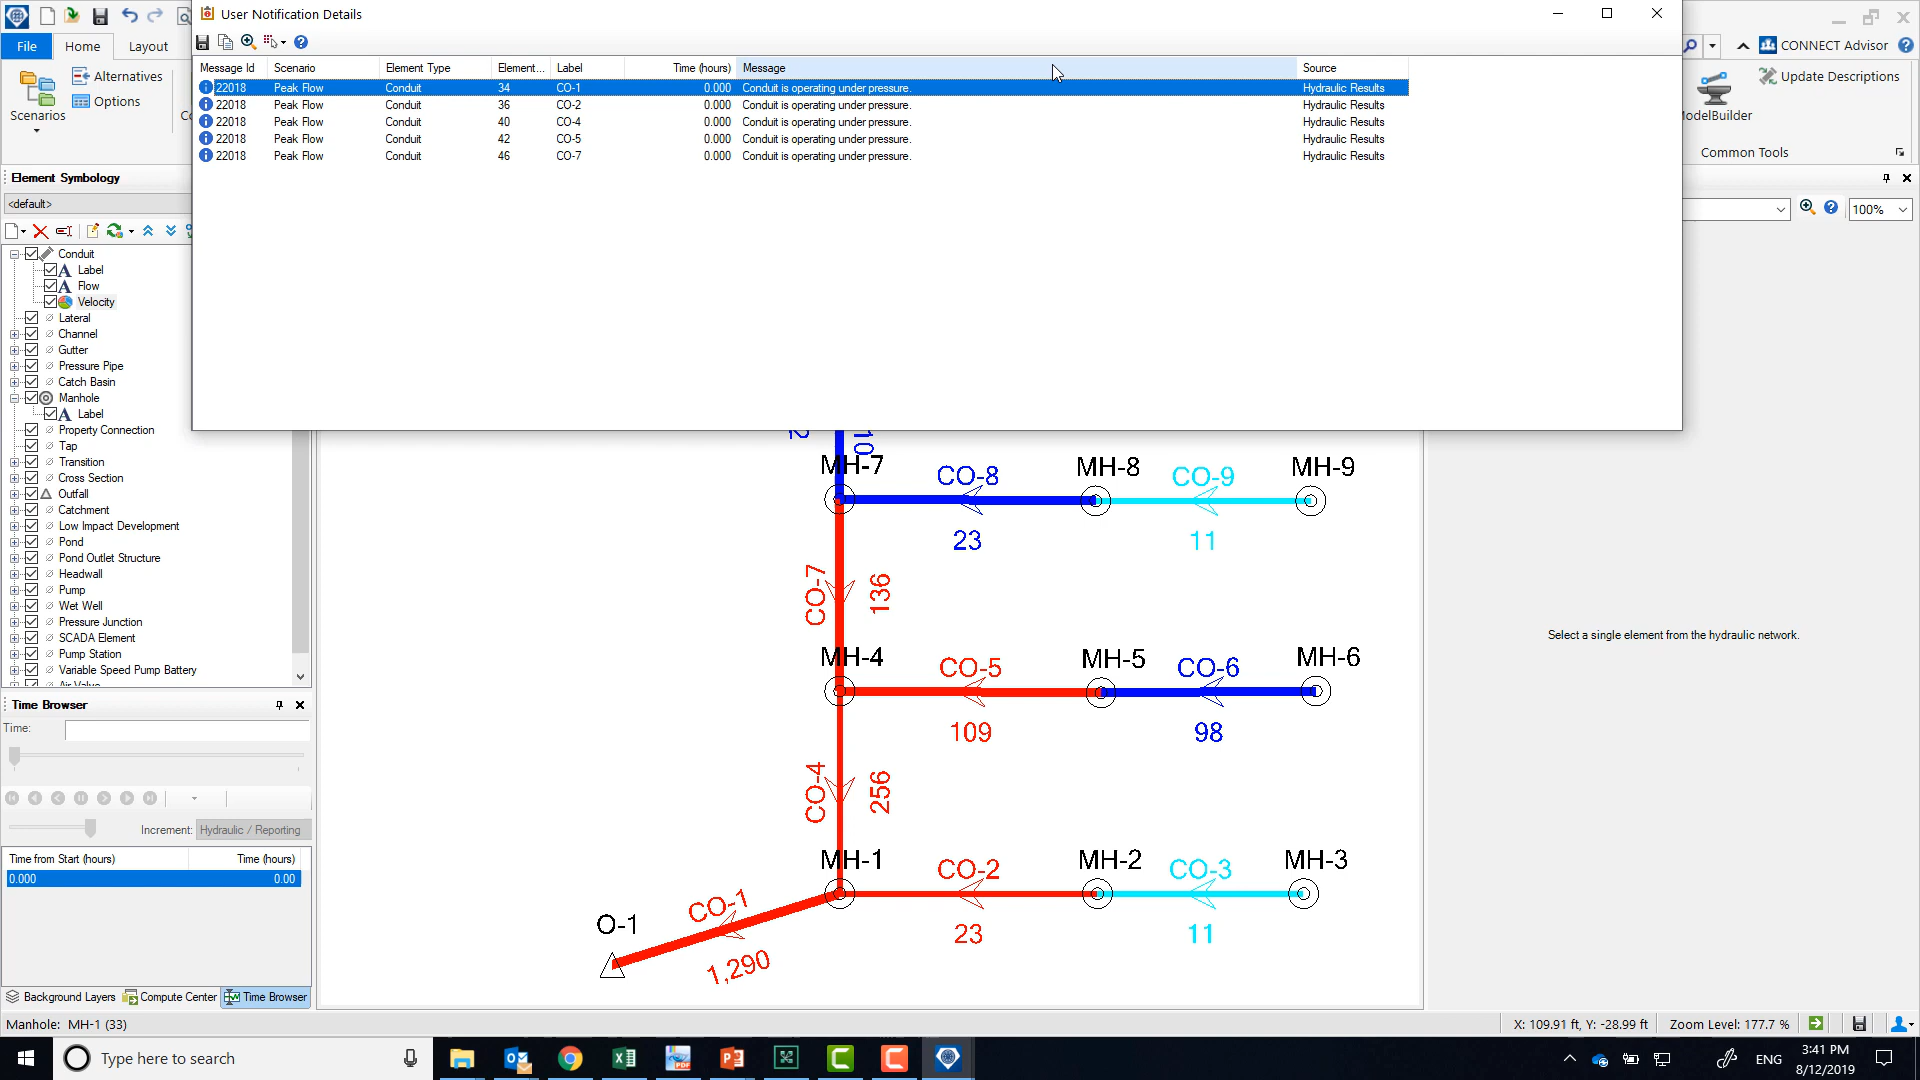 User Notification Details
File
Home
Layout
CONNECT Advisor
Scenarios
Alternatives
Options
Update Descriptions
ModelBuilder
Common Tools
Message Id Scenario Element Type Element... Label Time (hours) Message Source
22018 Peak Flow Conduit 34 CO-1 0.000 Conduit is operating under pressure. Hydraulic Results
22018 Peak Flow Conduit 36 CO-2 0.000 Conduit is operating under pressure. Hydraulic Results
22018 Peak Flow Conduit 40 CO-4 0.000 Conduit is operating under pressure. Hydraulic Results
22018 Peak Flow Conduit 42 CO-5 0.000 Conduit is operating under pressure. Hydraulic Results
22018 Peak Flow Conduit 46 CO-7 0.000 Conduit is operating under pressure. Hydraulic Results
Element Symbology
<default>
100%
Conduit
Label
Flow
Velocity
Lateral
Channel
Gutter
Pressure Pipe
Catch Basin
Manhole
Label
Property Connection
Tap
Transition
Cross Section
Outfall
Catchment
Low Impact Development
Pond
Pond Outlet Structure
Headwall
Pump
Wet Well
Pressure Junction
SCADA Element
Pump Station
Variable Speed Pump Battery
Air Valve
MH-7 CO-8 MH-8 CO-9 MH-9
23 11
CO-7 136
MH-4 CO-5 MH-5 CO-6 MH-6
109 98
CO-4 256
MH-1 CO-2 MH-2 CO-3 MH-3
23 11
O-1 CO-1
1,290
Select a single element from the hydraulic network.
Time Browser
Time:
Increment: Hydraulic / Reporting
Time from Start (hours) Time (hours)
0.000 0.00
Background Layers Compute Center Time Browser
Manhole: MH-1 (33)
X: 109.91 ft, Y: -28.99 ft Zoom Level: 177.7 %
Type here to search
ENG
3:41 PM
8/12/2019